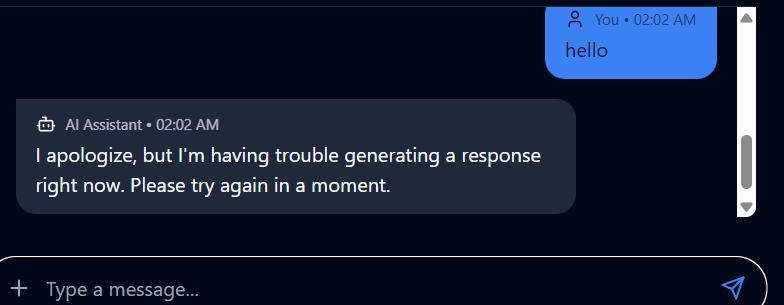 You • 02:02 AM
hello
AI Assistant • 02:02 AM
I apologize, but I'm having trouble generating a response
right now. Please try again in a moment.
Type a message...